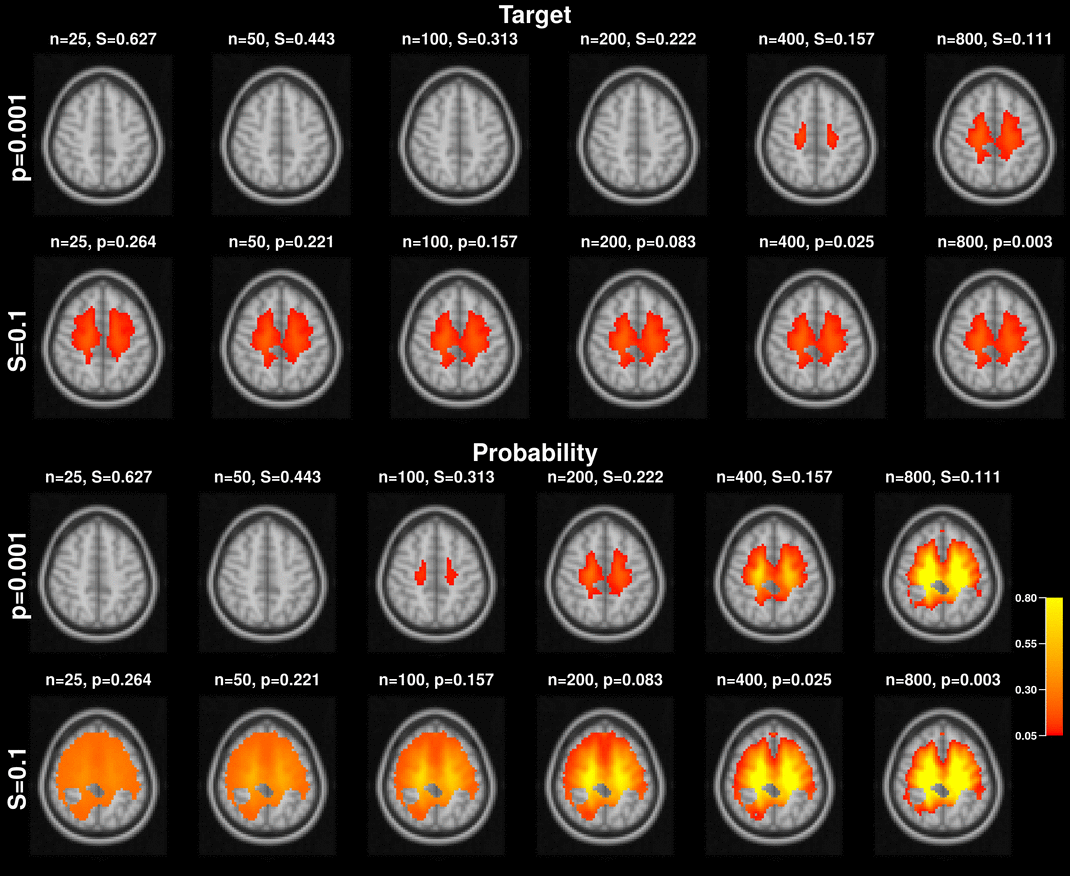 Target
n=25, S=0.627 n=50, S=0.443 n=100, S=0.313 n=200, S=0.222 n=400, S=0.157 n=800, S=0.111
p=0.001
n=25, p=0.264 n=50, p=0.221 n=100, p=0.157 n=200, p=0.083 n=400, p=0.025 n=800, p=0.003
S=0.1
Probability
n=25, S=0.627 n=50, S=0.443 n=100, S=0.313 n=200, S=0.222 n=400, S=0.157 n=800, S=0.111
p=0.001
n=25, p=0.264 n=50, p=0.221 n=100, p=0.157 n=200, p=0.083 n=400, p=0.025 n=800, p=0.003
S=0.1
0.80
0.55
0.30
0.05